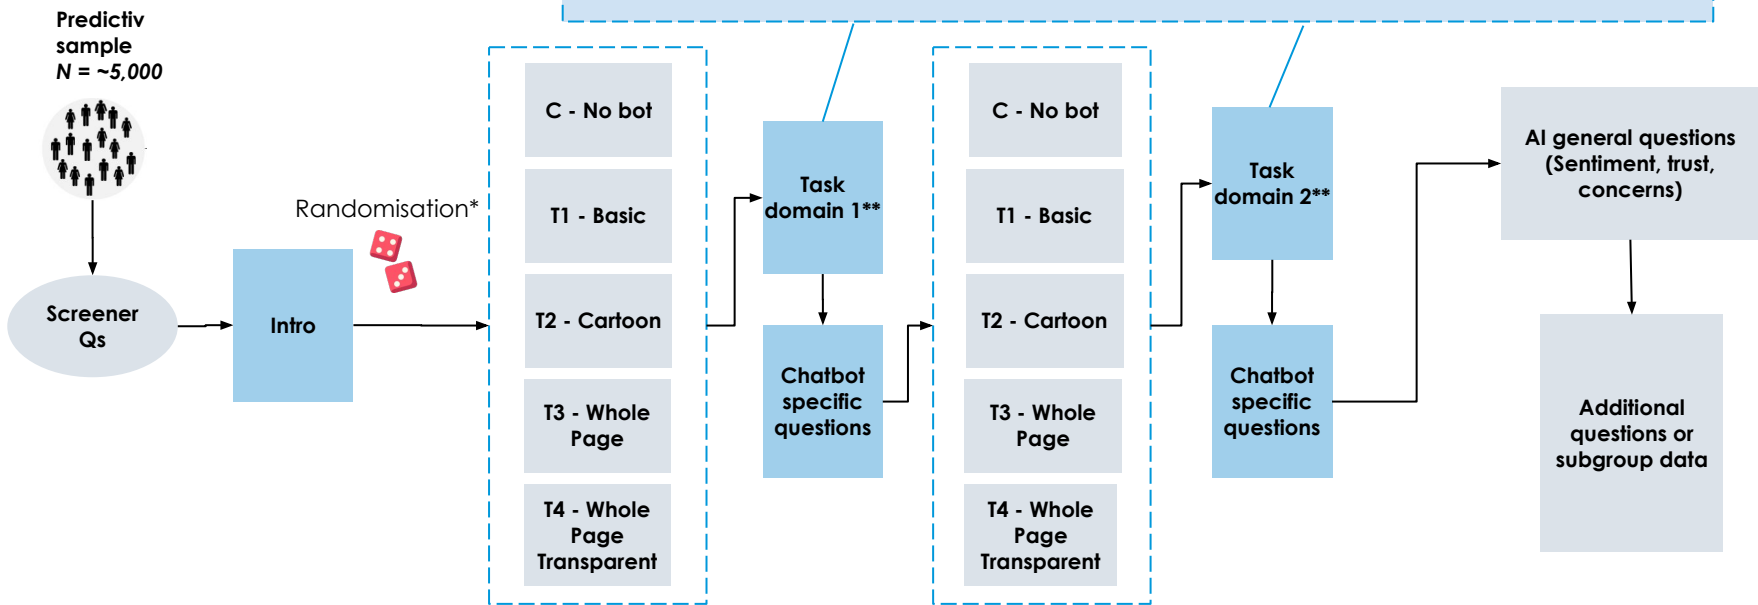 Predictiv
sample
N = ~5,000
Screener
Qs
Intro
Randomisation*
C - No bot
T1 - Basic
T2 - Cartoon
T3 - Whole
Page
T4 - Whole
Page
Transparent
Task
domain 1**
Chatbot
specific
questions
C - No bot
T1 - Basic
T2 - Cartoon
T3 - Whole
Page
T4 - Whole
Page
Transparent
Task
domain 2**
Chatbot
specific
questions
AI general questions
(Sentiment, trust,
concerns)
Additional
questions or
subgroup data